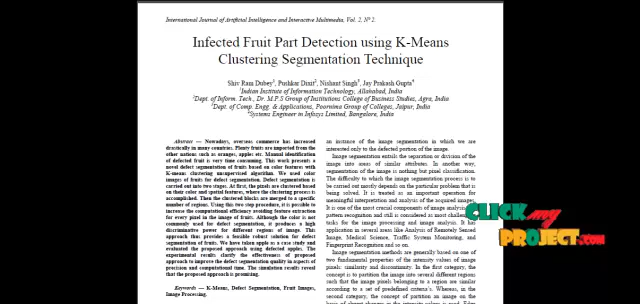 International Journal of Artificial Intelligence and Interactive Multimedia, Vol. 2, Nº 2.
Infected Fruit Part Detection using K-Means
Clustering Segmentation Technique
Shiv Ram Dubey1, Pushkar Dixit2, Nishant Singh3, Jay Prakash Gupta4
1Indian Institute of Information Technology, Allahabad, India
2Dept. of Inform. Tech., Dr. M.P.S Group of Institutions College of Business Studies, Agra, India
3Dept. of Comp. Engg. & Applications, Poornima Group of Colleges, Jaipur, India
4Systems Engineer in Infosys Limited, Bangalore, India
Abstract — Nowadays, overseas commerce has increased
drastically in many countries. Plenty fruits are imported from the
other nations such as oranges, apples etc. Manual identification
of defected fruit is very time consuming. This work presents a
novel defect segmentation of fruits based on color features with
K-means clustering unsupervised algorithm. We used color
images of fruits for defect segmentation. Defect segmentation is
carried out into two stages. At first, the pixels are clustered based
on their color and spatial features, where the clustering process is
accomplished. Then the clustered blocks are merged to a specific
number of regions. Using this two step procedure, it is possible to
increase the computational efficiency avoiding feature extraction
for every pixel in the image of fruits. Although the color is not
commonly used for defect segmentation, it produces a high
discriminative power for different regions of image. This
approach thus provides a feasible robust solution for defect
segmentation of fruits. We have taken apple as a case study and
evaluated the proposed approach using defected apples. The
experimental results clarify the effectiveness of proposed
approach to improve the defect segmentation quality in aspects of
precision and computational time. The simulation results reveal
that the proposed approach is promising.
Keywords — K-Means, Defect Segmentation, Fruit Images,
Image Processing.
an instance of the image segmentation in which we are
interested only to the defected portion of the image.
Image segmentation entails the separation or division of the
image into areas of similar attributes. In another way,
segmentation of the image is nothing but pixel classification.
The difficulty to which the image segmentation process is to
be carried out mostly depends on the particular problem that is
being solved. It is treated as an important operation for
meaningful interpretation and analysis of the acquired images.
It is one of the most crucial components of image analysis
pattern recognition and still is considered as most challenging
tasks for the image processing and image analysis. It has
application in several areas like Analysis of Remotely Sensed
Image, Medical Science, Traffic System Monitoring, and
Fingerprint Recognition and so on.
Image segmentation methods are generally based on one of
two fundamental properties of the intensity values of image
pixels: similarity and discontinuity. In the first category, the
concept is to partition the image into several different regions
such that the image pixels belonging to a region are similar
according to a set of predefined criteria's. Whereas, in the
second category, the concept of partition an image on the
CLICK my
PROJECT.COM